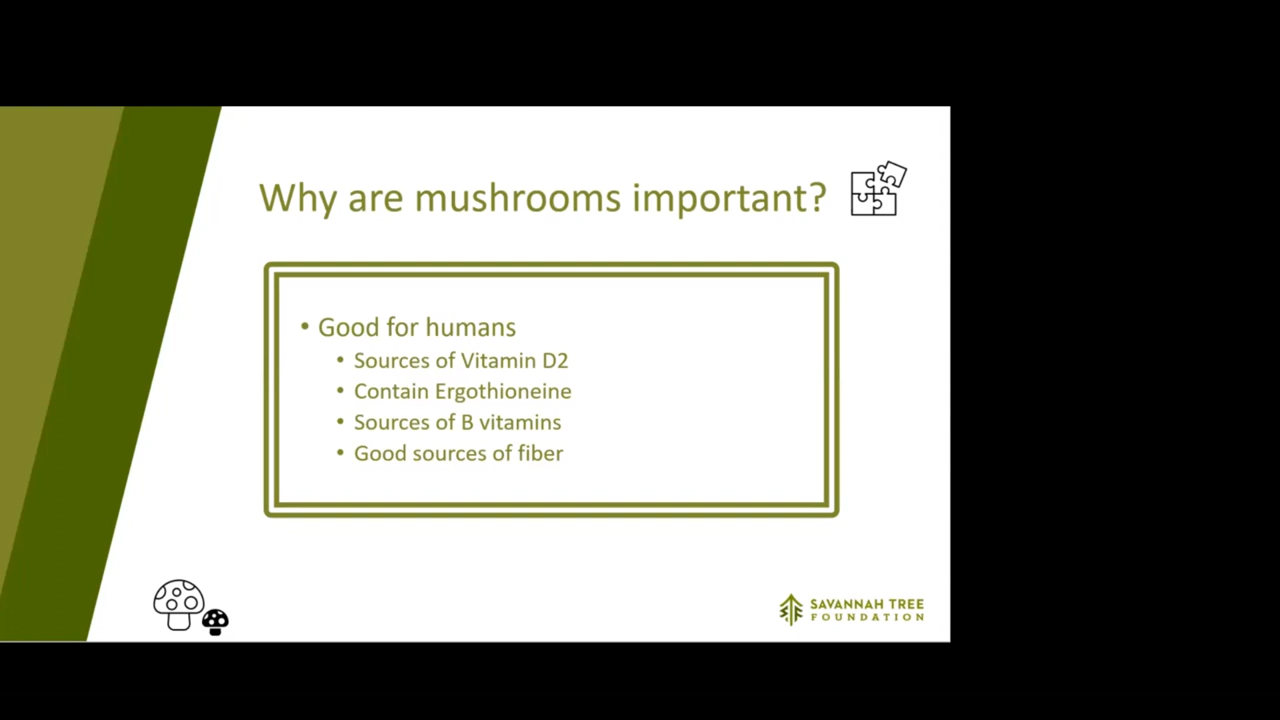 Why are mushrooms important?
• Good for humans
• Sources of Vitamin D2
• Contain Ergothioneine
• Sources of B vitamins
• Good sources of fiber
SAVANNAH TREE
FOUNDATION